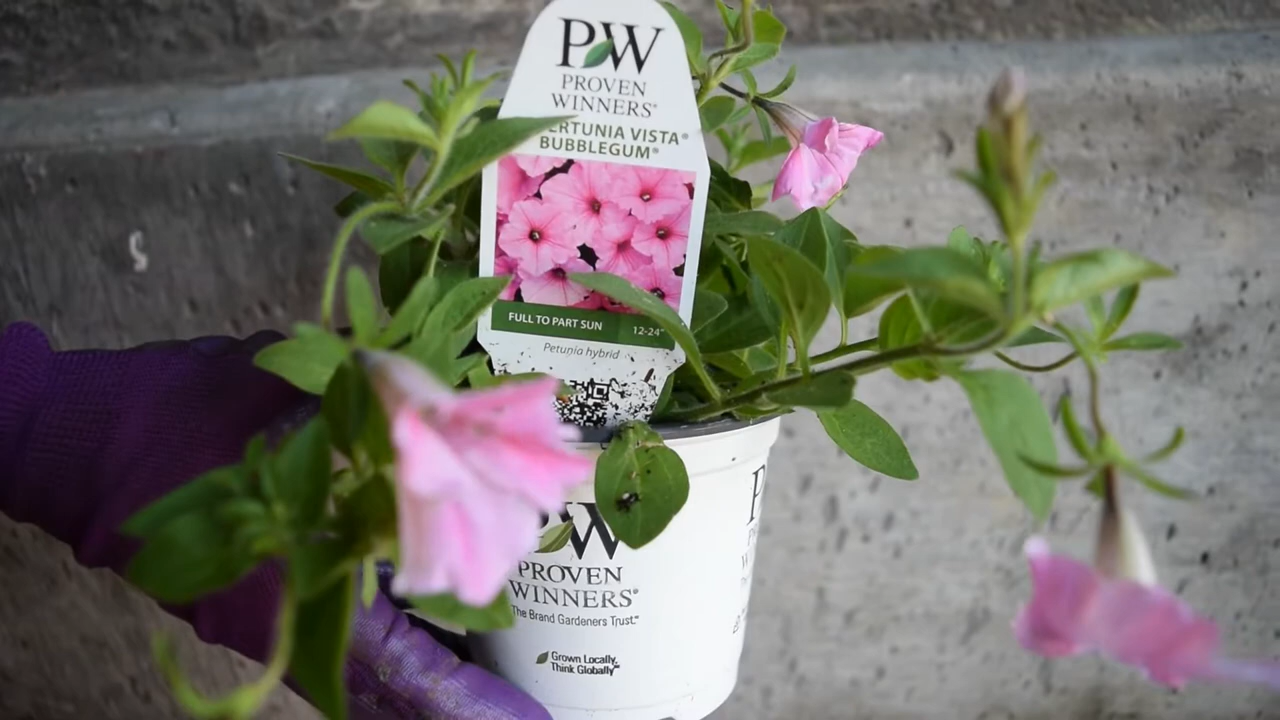 PW
PROVEN
WINNERS®
ERTUNIA VISTA®
BUBBLEGUM®
FULL TO PART SUN 12-24"
Petunia hybrid
PW
PROVEN
WINNERS®
The Brand Gardeners Trust.™
Grown Locally.
Think Globally.™